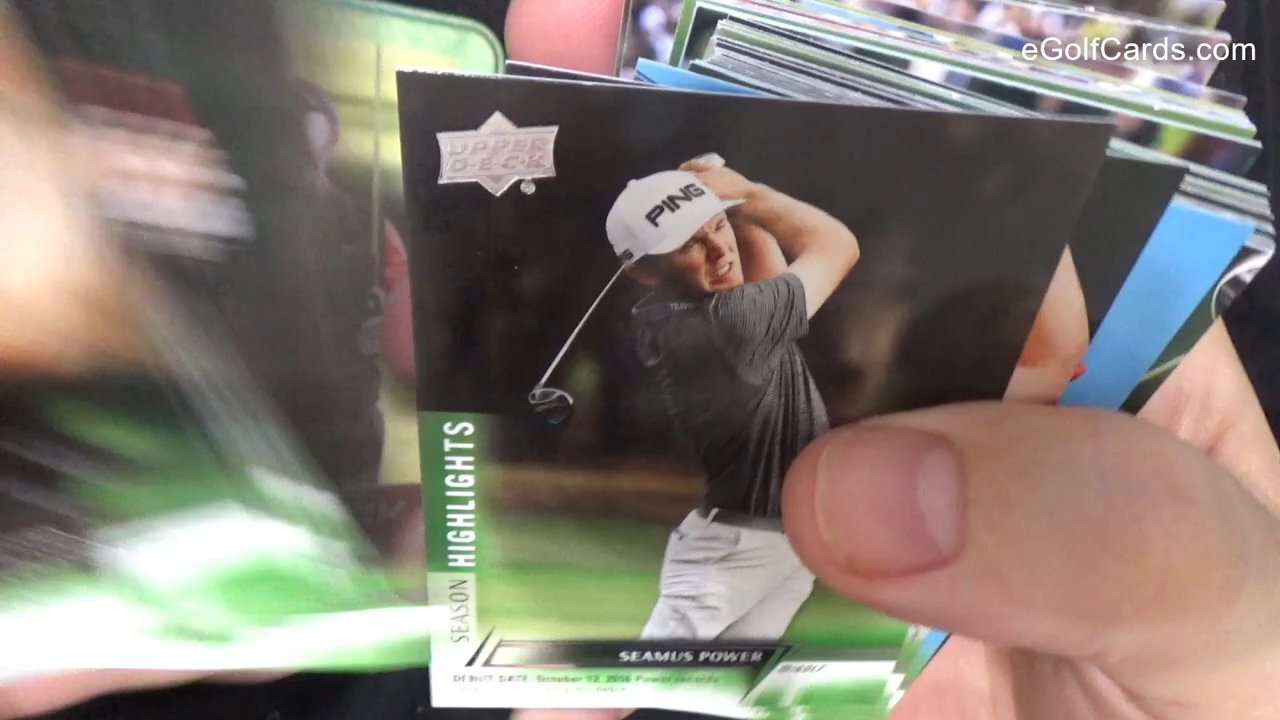 eGolfCards.com
UPPER
DECK
PING
SEASON HIGHLIGHTS
SEAMUS POWER
DEBUT DATE October 12, 2016 Power records